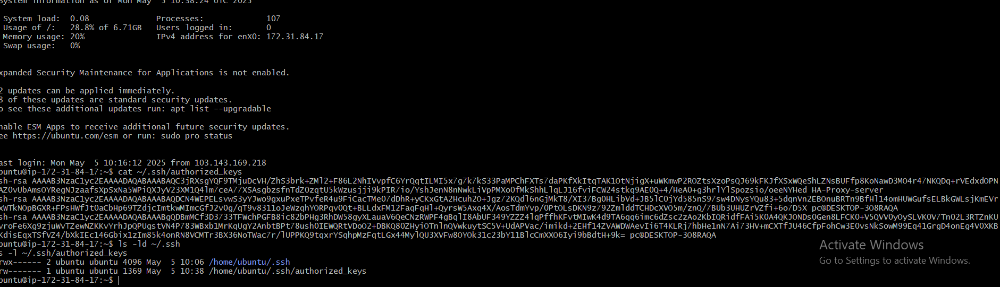 System information as of Mon May  5 10:38:24 UTC 2025
System load:  0.08               Processes:             107
Usage of /:   28.8% of 6.71GB   Users logged in:       0
Memory usage: 20%                IPv4 address for enX0: 172.31.84.17
Swap usage:   0%
xpanded Security Maintenance for Applications is not enabled.
2 updates can be applied immediately.
8 of these updates are standard security updates.
o see these additional updates run: apt list --upgradable
nable ESM Apps to receive additional future security updates.
ee https://ubuntu.com/esm or run: sudo pro status
ast login: Mon May  5 10:16:12 2025 from 103.143.169.218
buntu@ip-172-31-84-17:~$ cat ~/.ssh/authorized_keys
sh-rsa AAAAB3NzaC1yc2EAAAADAQABAAABAQC3jRXsgYQF9TMjuDcVH/ZhS3brk+ZMl2+F86L2NhIVvpfC6YrQqtILMI5x7g7k7kS33PaMPChFXTs7daPKfXkItqTAK1OtNjigX+uWKmwP2ROZtsXzoPsQJ69kFKJfXSxWQeShLZNsBUFfp8KoNawD3MO4r47NKQDq+rVEdxdOPN
AZOvUbAmsOYRegNJzaafsXpSxNa5WPiQXJyV23XM1Q4lm7ceA77XSAsgbzsfnTdZ0zqtU5kWzusjji9kPIR7io/YshJenN8nNwkLiVpPMXo0fMkShhLlqLJ16fviFCW24stkq9AE0Q+4/HeA0+g3hrlYlSpozsio/oeeNYHed HA-Proxy-server
sh-rsa AAAAB3NzaC1yc2EAAAADAQABAAABAQDCN4WEPELsvwS3yYJwo9gxuPxeTPvfeR4u9FiCacTMeO7dDhR+yCKxGtA2Hcuh2O+Jgz72KQdl6nGjMkT8/XI37BgOHLibVd+JB5lC0jYd585nS97sw4DNysYQu83+5dqnVn2EBOnuBRTn9BfHl14omHUWGufsELBkGWLsjKmEVr
xWTkNOpBGXR+FPsHWfJtOaCbHp69TZdjcImtkwMImcGfJ2vOg/qT9v8311oJeWzqhYORPqvOQt+BLLdxFM12FaqFqHl+QyrsW5Axq4X/AosTdmYvp/OPtOLsDKN9z792ZmlddTCHDcXVO5m/znQ/7BUb3UHUZrVZfi+6o7D5X pc@DESKTOP-3O8RAQA
sh-rsa AAAAB3NzaC1yc2EAAAADAQABAAABgQDBmMCf3D3733TFWchPGFB8ic82bPHg3RhDW58gyXLauaV6QeCNzRWPF4gBqlI8AbUF349YZZZ4lqPffhKFvtMIwK4d9TA6qq6imc6dZsc2zAo2KbIQRidfFAi5KOA4QKJONDsOGen8LFCKO+V5QVVOyOySLVKOV7TnO2L3RTZnKU
vroFe6Xg9zjuWvTZewNZKKvYrhJpQPUgstVN4P783WBxb1MrKqUgY2AnbtBPt78ushOIEWQRtVDoO2+DBKQ8OZHyiOTnlnQVwkuytSC5V+UdAPVac/imikd+2EHf14ZVAWDWAevIi6T4KLRj7hbHe1nN7Ai73HV+mCXTfJU46CfpFohCw3EOvsNkSowM99Eq41GrgD4onEg4VOXKB
KdisEqxTSfVZ4/bXkIEc146Gbix1zIm85k4onRN8VCMTr3BX36NoTWac7r/lUPPKQ9tqxrYSqhpMzFqtLGx44MylQU3XVFw8OYOk31c23bY11BlcCmXXO6Iyi9bBdtH+9k= pc@DESKTOP-3O8RAQA
buntu@ip-172-31-84-17:~$ ls -ld ~/.ssh
s -l ~/.ssh/authorized_keys
rwx------ 2 ubuntu ubuntu 4096 May  5 10:06 /home/ubuntu/.ssh
rw------- 1 ubuntu ubuntu 1369 May  5 10:38 /home/ubuntu/.ssh/authorized_keys
buntu@ip-172-31-84-17:~$
Activate Windows
Go to Settings to activate Windows.